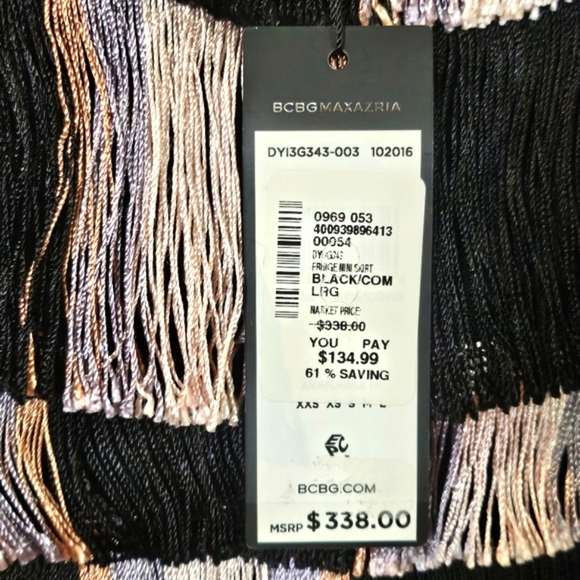 BCBGMAXAZRIA
DYI3G343-003 102016
0969 053
400939896413
00054
FRINGE MINI SKIRT
BLACK/COM
LRG
MARKET PRICE:
$338.00
YOU PAY
$134.99
61 % SAVING
XXS XS S M L
BCBG.COM
MSRP $338.00